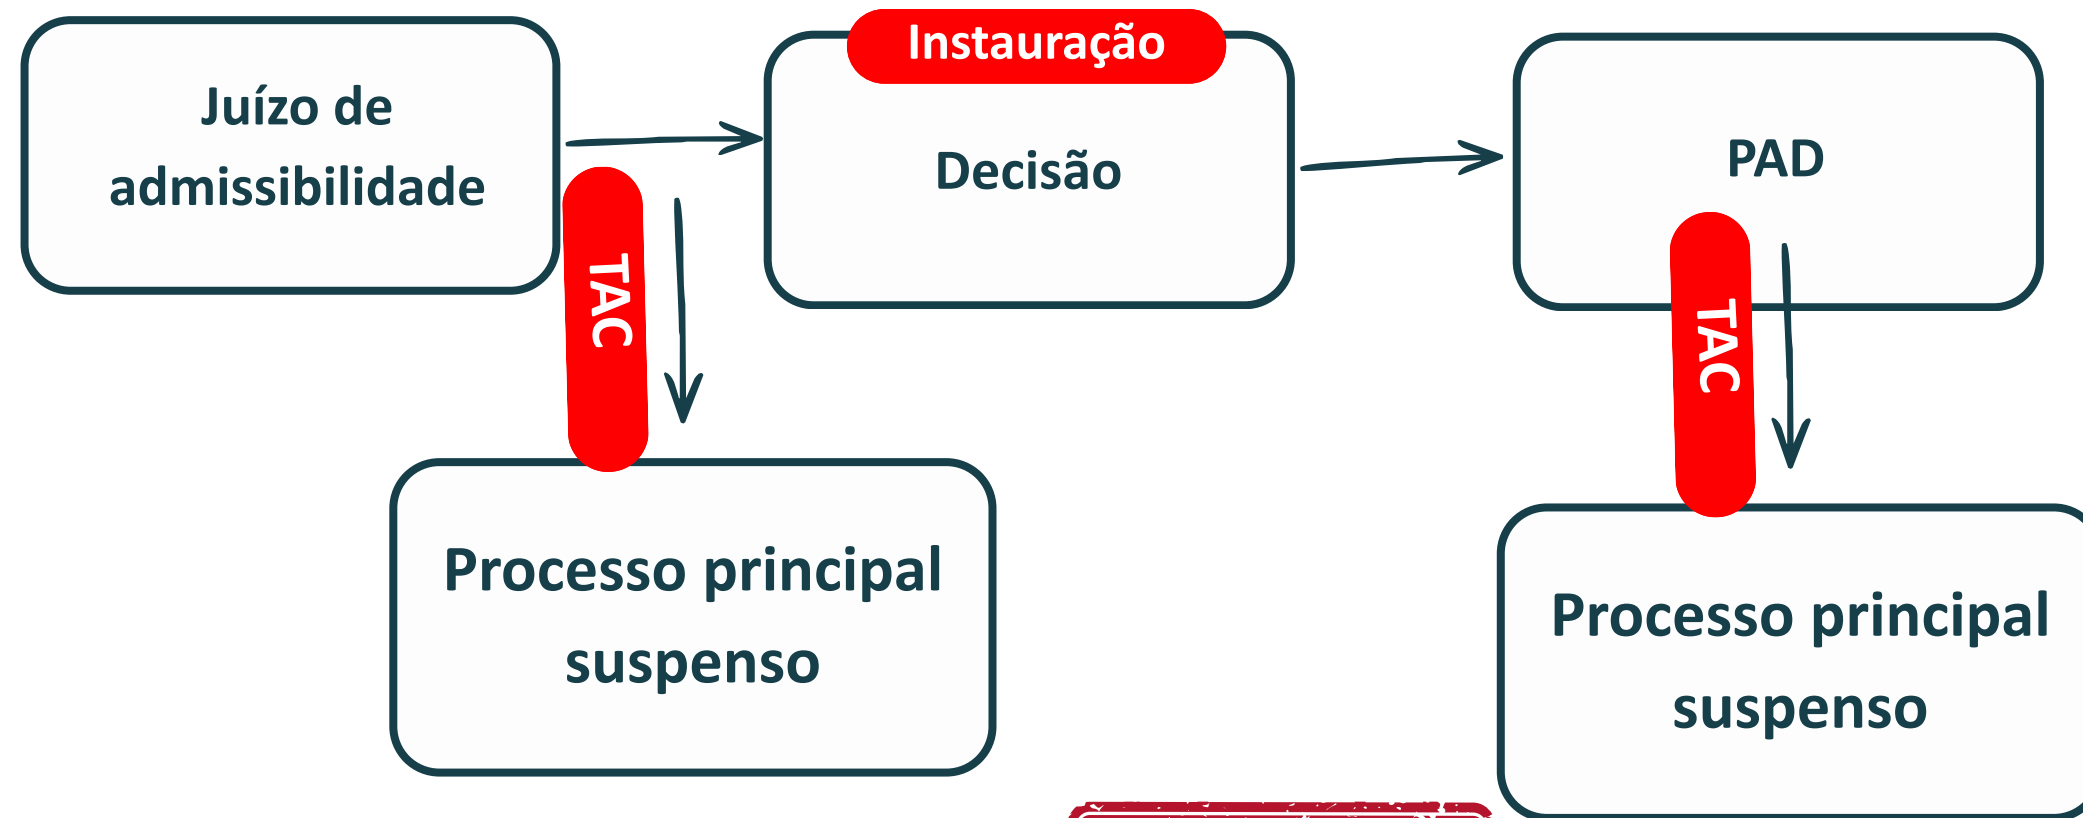 Juízo de
admissibilidade
Instauração
Decisão
PAD
TAC
TAC
Processo principal
suspenso
Processo principal
suspenso